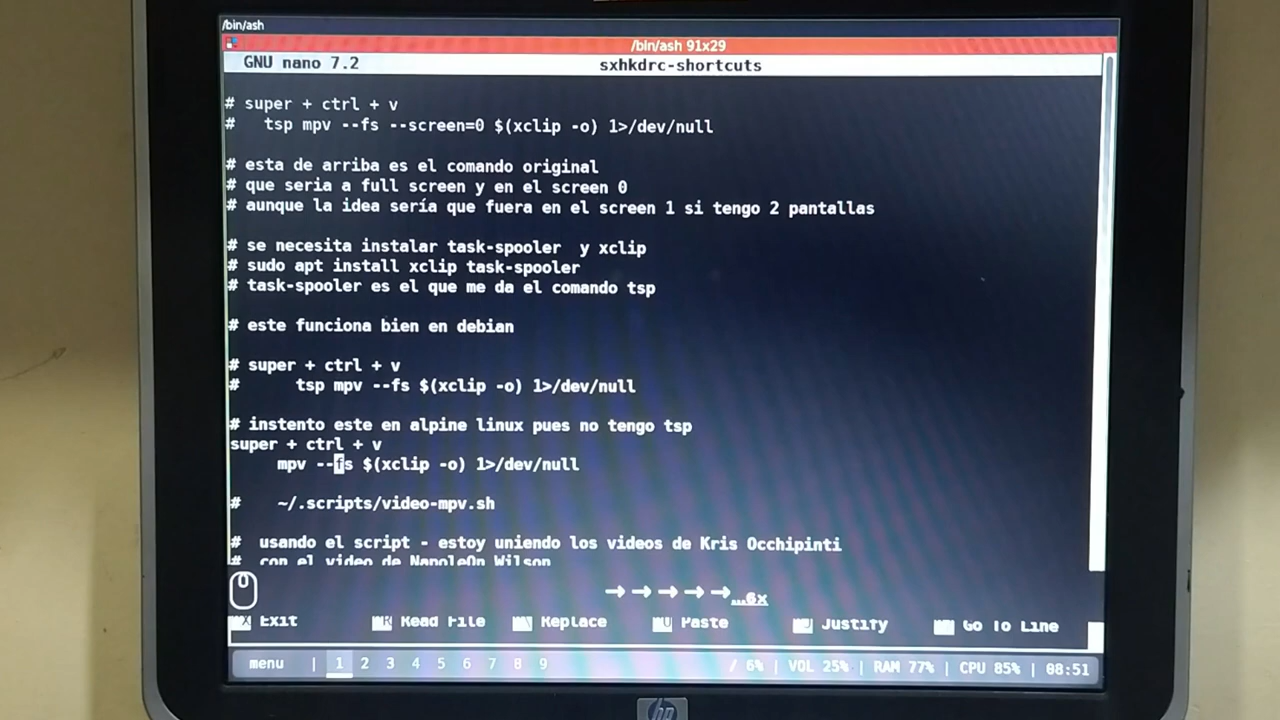 /bin/ash
/bin/ash 91x29
GNU nano 7.2 sxhkdrc-shortcuts
# super + ctrl + v
# tsp mpv --fs --screen=0 $(xclip -o) 1>/dev/null
# esta de arriba es el comando original
# que seria a full screen y en el screen 0
# aunque la idea sería que fuera en el screen 1 si tengo 2 pantallas
# se necesita instalar task-spooler y xclip
# sudo apt install xclip task-spooler
# task-spooler es el que me da el comando tsp
# este funciona bien en debian
# super + ctrl + v
# tsp mpv --fs $(xclip -o) 1>/dev/null
# instento este en alpine linux pues no tengo tsp
super + ctrl + v
mpv --fs $(xclip -o) 1>/dev/null
# ~/.scripts/video-mpv.sh
# usando el script - estoy uniendo los videos de Kris Occhipinti
# con el video de NapoleOn Wilson
→ → → → →...6x
^X Exit ^R Read File ^\ Replace ^U Paste ^J Justify Go To Line
menu | 1 2 3 4 5 6 7 8 9 / 6% | VOL 25% | RAM 77% | CPU 85% | 08:51
hp